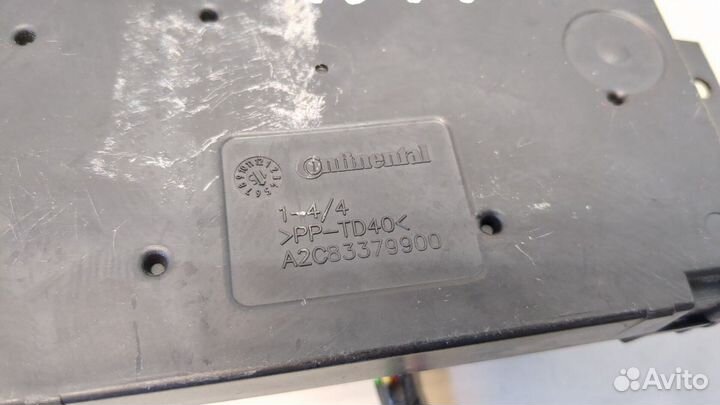 Continental
1-4/4
>PP-TD40<
A2C83379900
Avito